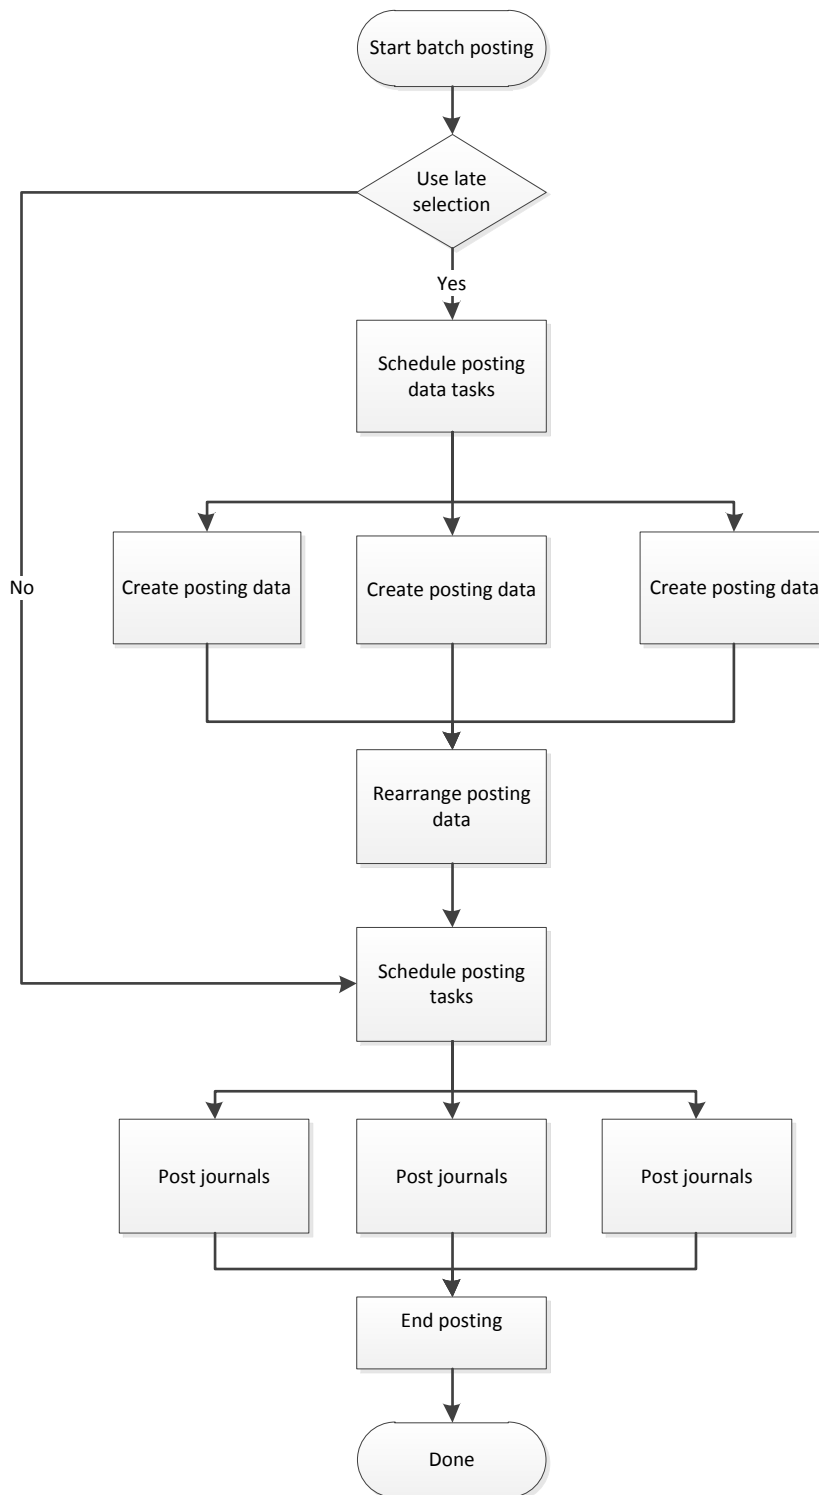 Start batch posting
Use late
selection
Yes
Schedule posting
data tasks
No
Create posting data
Create posting data
Create posting data
Rearrange posting
data
Schedule posting
tasks
Post journals
Post journals
Post journals
End posting
Done